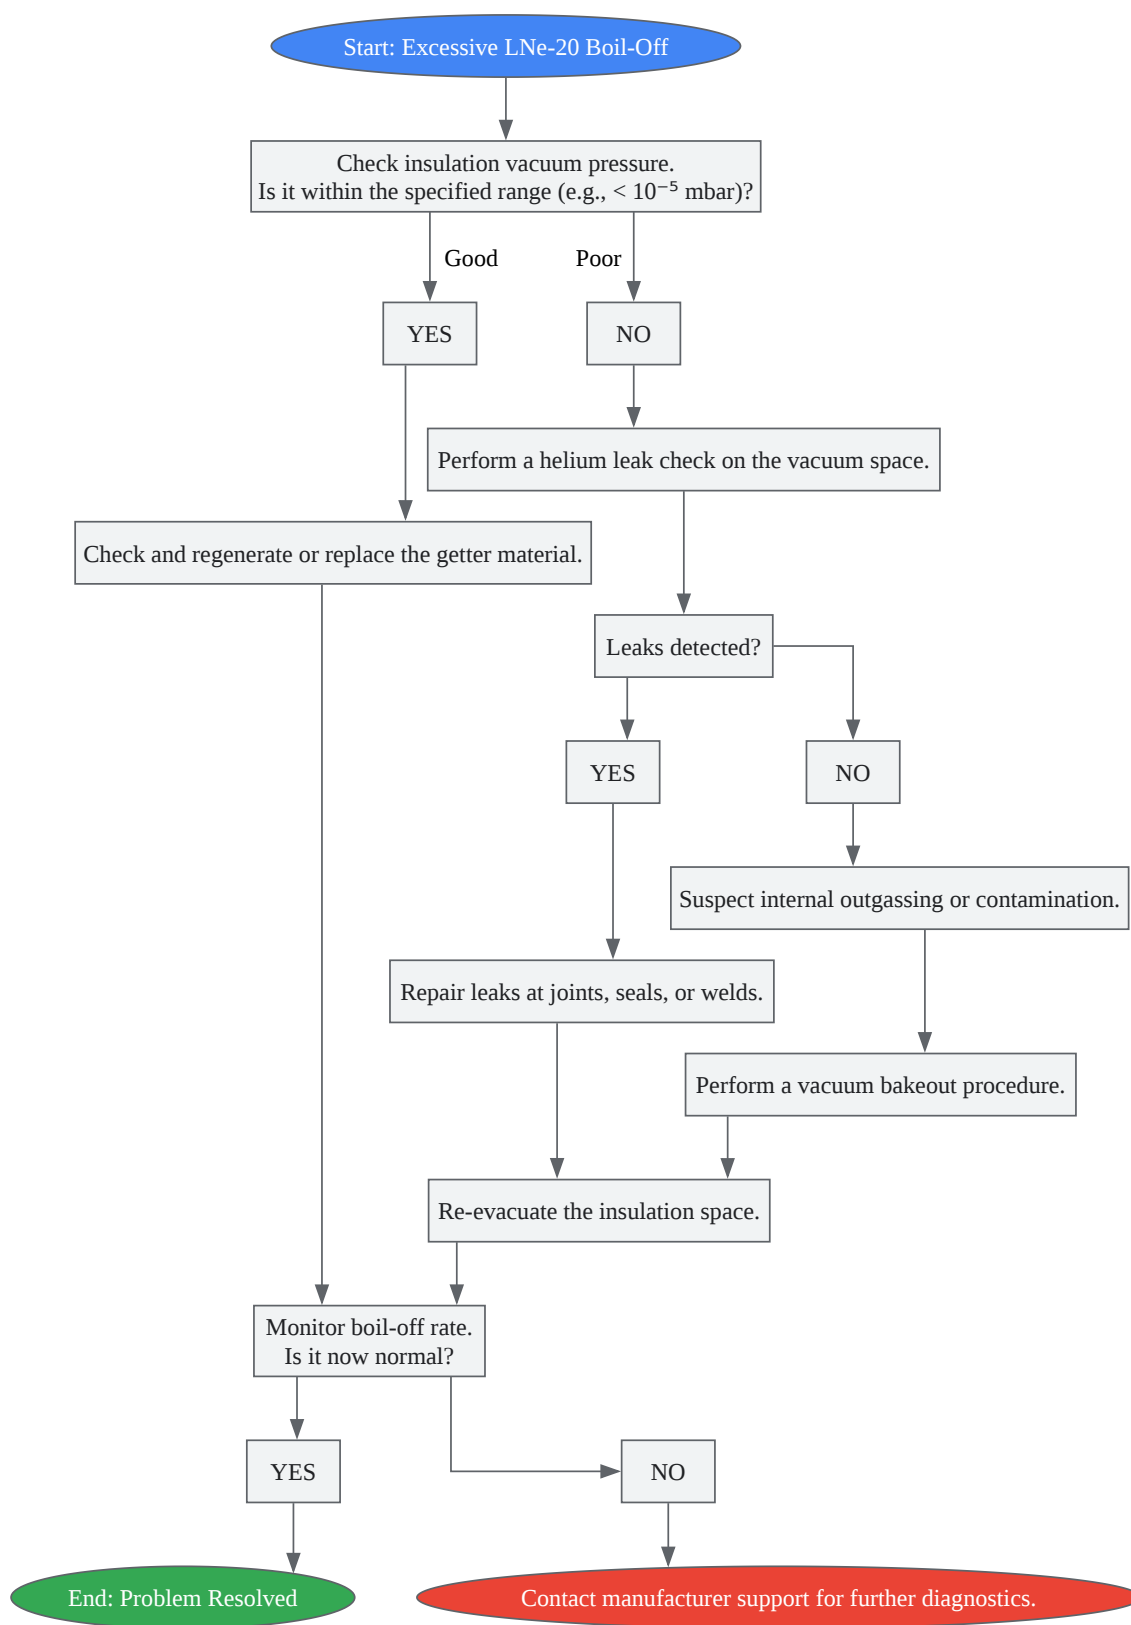 Start: Excessive LNe-20 Boil-Off
Check insulation vacuum pressure.
Is it within the specified range (e.g., < 10⁻⁵ mbar)?
Good
Poor
YES
NO
Perform a helium leak check on the vacuum space.
Check and regenerate or replace the getter material.
Leaks detected?
YES
NO
Suspect internal outgassing or contamination.
Repair leaks at joints, seals, or welds.
Perform a vacuum bakeout procedure.
Re-evacuate the insulation space.
Monitor boil-off rate.
Is it now normal?
YES
NO
End: Problem Resolved
Contact manufacturer support for further diagnostics.